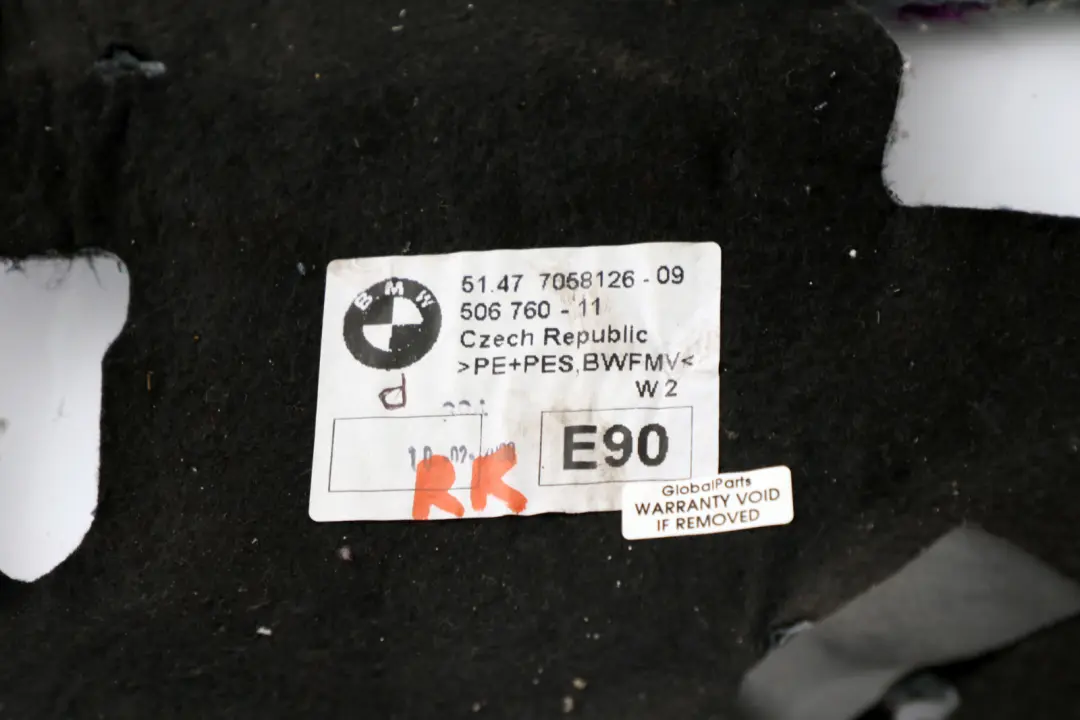 BMW
51.47 7058126 - 09
506 760 - 11
Czech Republic
>PE+PES,BWFMV<
W 2
d
E90
RK
GlobalParts
WARRANTY VOID
IF REMOVED